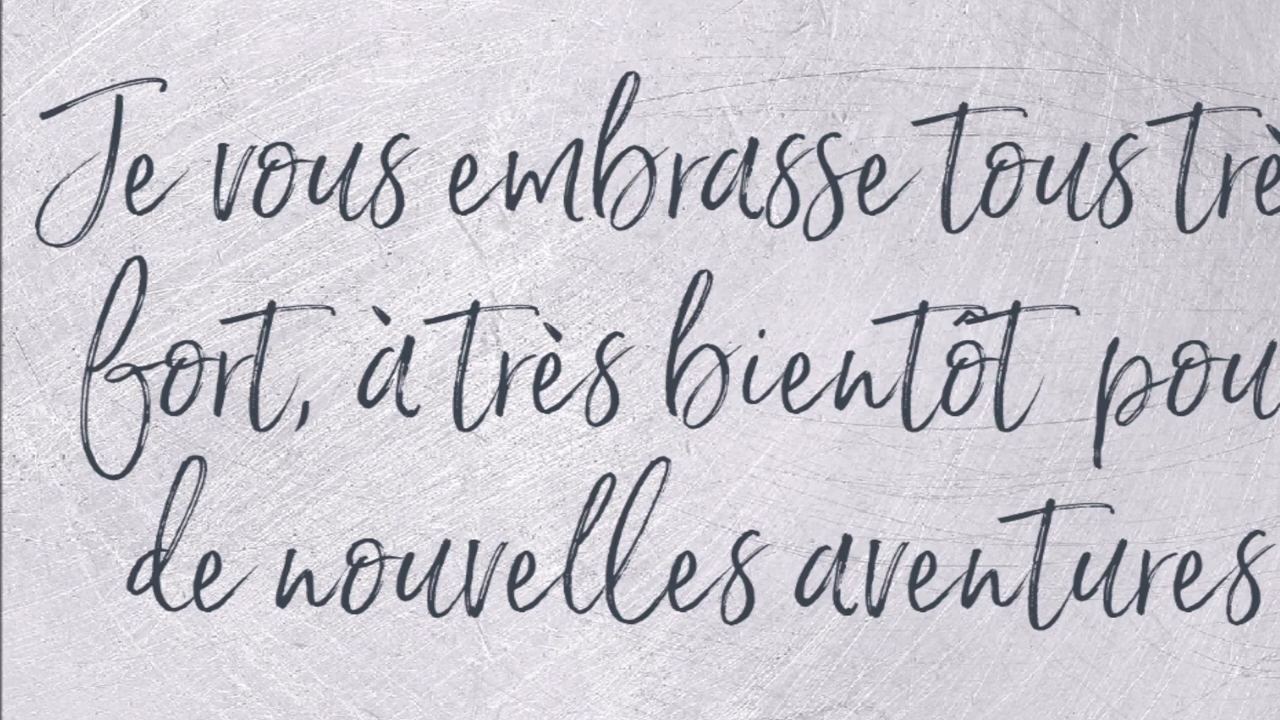 Je vous embrasse tous trè
fort, à très bientôt pou
de nouvelles aventures